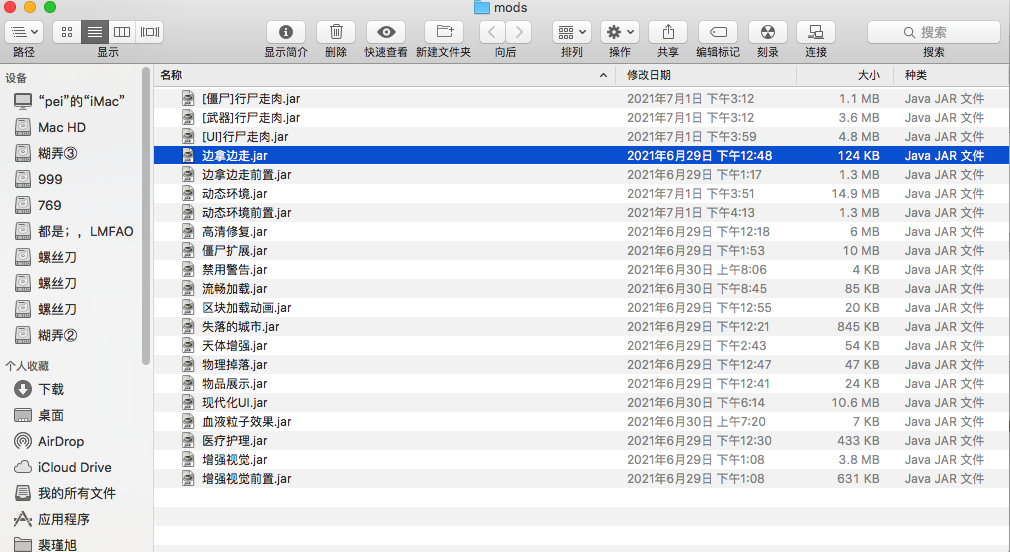 mods
路径
显示
显示简介
删除
快速查看
新建文件夹
向后
排列
操作
共享
编辑标记
刻录
连接
搜索
搜索
设备
“pei”的“iMac”
Mac HD
糊弄③
999
769
都是；，LMFAO
螺丝刀
螺丝刀
螺丝刀
糊弄②
个人收藏
下载
桌面
AirDrop
iCloud Drive
我的所有文件
应用程序
裴瑾旭
名称 修改日期 大小 种类
[僵尸]行尸走肉.jar 2021年7月1日 下午3:12 1.1 MB Java JAR 文件
[武器]行尸走肉.jar 2021年7月1日 下午3:12 3.6 MB Java JAR 文件
[UI]行尸走肉.jar 2021年7月1日 下午3:59 4.8 MB Java JAR 文件
边拿边走.jar 2021年6月29日 下午12:48 124 KB Java JAR 文件
边拿边走前置.jar 2021年6月29日 下午1:17 1.3 MB Java JAR 文件
动态环境.jar 2021年7月1日 下午3:51 14.9 MB Java JAR 文件
动态环境前置.jar 2021年7月1日 下午4:13 1.3 MB Java JAR 文件
高清修复.jar 2021年6月29日 下午12:18 6 MB Java JAR 文件
僵尸扩展.jar 2021年6月29日 下午1:53 10 MB Java JAR 文件
禁用警告.jar 2021年6月30日 上午8:06 4 KB Java JAR 文件
流畅加载.jar 2021年6月30日 下午8:45 85 KB Java JAR 文件
区块加载动画.jar 2021年6月29日 下午12:55 20 KB Java JAR 文件
失落的城市.jar 2021年6月29日 下午12:21 845 KB Java JAR 文件
天体增强.jar 2021年6月29日 下午2:43 54 KB Java JAR 文件
物理掉落.jar 2021年6月29日 下午12:47 47 KB Java JAR 文件
物品展示.jar 2021年6月29日 下午12:41 24 KB Java JAR 文件
现代化UI.jar 2021年6月30日 下午6:14 10.6 MB Java JAR 文件
血液粒子效果.jar 2021年6月30日 上午7:20 7 KB Java JAR 文件
医疗护理.jar 2021年6月29日 下午12:30 433 KB Java JAR 文件
增强视觉.jar 2021年6月29日 下午1:08 3.8 MB Java JAR 文件
增强视觉前置.jar 2021年6月29日 下午1:08 631 KB Java JAR 文件